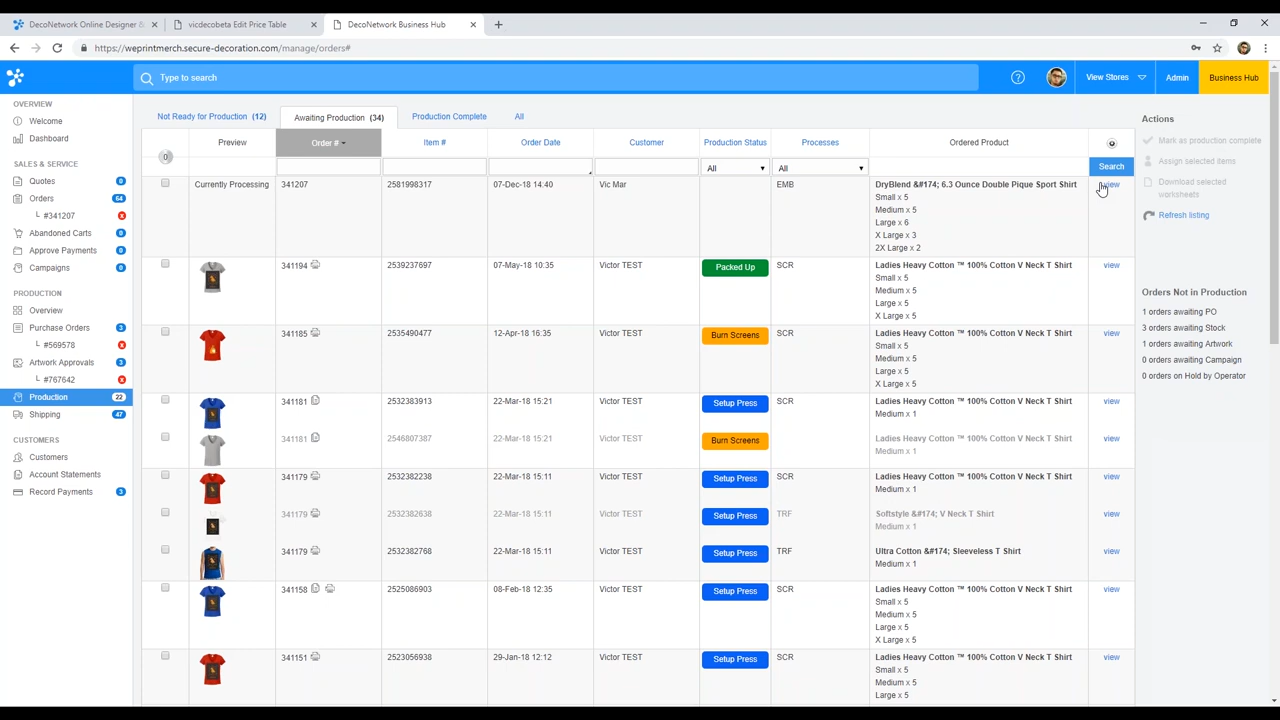 DecoNetwork Online Designer &
vicdecobeta Edit Price Table
DecoNetwork Business Hub
https://weprintmerch.secure-decoration.com/manage/orders#
Type to search
View Stores
Admin
Business Hub
OVERVIEW
Welcome
Dashboard
SALES & SERVICE
Quotes 0
Orders 64
#341207
Abandoned Carts 0
Approve Payments 0
Campaigns 0
PRODUCTION
Overview
Purchase Orders 3
#569578
Artwork Approvals 3
#767642
Production 22
Shipping 47
CUSTOMERS
Customers
Account Statements
Record Payments 3
Not Ready for Production (12)
Awaiting Production (34)
Production Complete
All
Preview Order # Item # Order Date Customer Production Status Processes Ordered Product
0 All All Search
Currently Processing 341207 2581998317 07-Dec-18 14:40 Vic Mar EMB DryBlend &#174; 6.3 Ounce Double Pique Sport Shirt view
Small x 5
Medium x 5
Large x 6
X Large x 3
2X Large x 2
341194 2539237697 07-May-18 10:35 Victor TEST Packed Up SCR Ladies Heavy Cotton ™ 100% Cotton V Neck T Shirt view
Small x 5
Medium x 5
Large x 5
X Large x 5
341185 2535490477 12-Apr-18 16:35 Victor TEST Burn Screens SCR Ladies Heavy Cotton ™ 100% Cotton V Neck T Shirt view
Small x 5
Medium x 5
Large x 5
X Large x 5
341181 2532383913 22-Mar-18 15:21 Victor TEST Setup Press SCR Ladies Heavy Cotton ™ 100% Cotton V Neck T Shirt view
Medium x 1
341181 2546807387 22-Mar-18 15:21 Victor TEST Burn Screens SCR Ladies Heavy Cotton ™ 100% Cotton V Neck T Shirt view
Medium x 1
341179 2532382238 22-Mar-18 15:11 Victor TEST Setup Press SCR Ladies Heavy Cotton ™ 100% Cotton V Neck T Shirt view
Medium x 1
341179 2532382638 22-Mar-18 15:11 Victor TEST Setup Press TRF Softstyle &#174; V Neck T Shirt view
Medium x 1
341179 2532382768 22-Mar-18 15:11 Victor TEST Setup Press TRF Ultra Cotton &#174; Sleeveless T Shirt view
Medium x 1
341158 2525086903 08-Feb-18 12:35 Victor TEST Setup Press SCR Ladies Heavy Cotton ™ 100% Cotton V Neck T Shirt view
Small x 5
Medium x 5
Large x 5
X Large x 5
341151 2523056938 29-Jan-18 12:12 Victor TEST Setup Press SCR Ladies Heavy Cotton ™ 100% Cotton V Neck T Shirt view
Small x 5
Medium x 5
Large x 5
Actions
Mark as production complete
Assign selected items
Download selected
worksheets
Refresh listing
Orders Not in Production
1 orders awaiting PO
3 orders awaiting Stock
1 orders awaiting Artwork
0 orders awaiting Campaign
0 orders on Hold by Operator